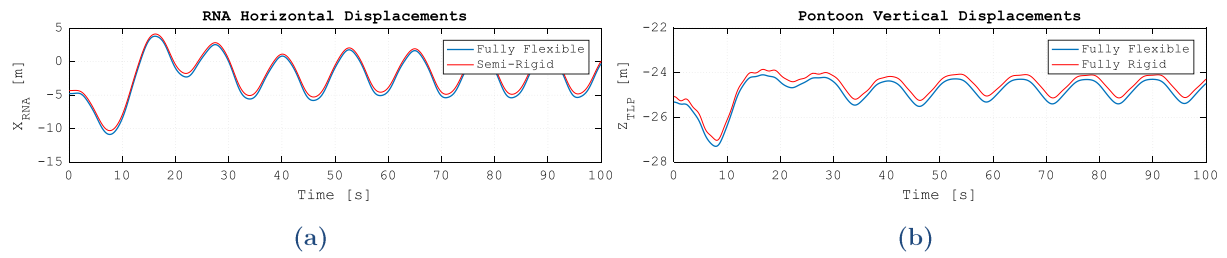 RNA Horizontal Displacements
5
0
-5
-10
-15
X_RNA [m]
Fully Flexible
Semi-Rigid
0 10 20 30 40 50 60 70 80 90 100
Time [s]
(a)
Pontoon Vertical Displacements
-22
-24
-26
-28
Z_TLP [m]
Fully Flexible
Fully Rigid
0 10 20 30 40 50 60 70 80 90 100
Time [s]
(b)